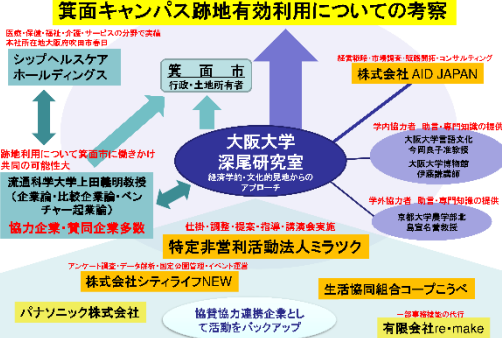 箕面キャンパス跡地有効利用についての考察
医療・保健・福祉・介護・サービスの分野で実績
本社所在地大阪府吹田市春日
シップヘルスケア
ホールディングス
箕面市
行政・土地所有者
経営戦略・市場調査・販路開拓・コンサルティング
株式会社 AID JAPAN
跡地利用について箕面市に働きかけ
共同の可能性大
流通科学大学上田義明教授
(企業論・比較企業論・ベン
チャー起業論)
協力企業・賛同企業多数
大阪大学
深尾研究室
経済学的・文化的見地からの
アプローチ
学内協力者 助言・専門知識の提供
大阪大学言語文化
今岡良子准教授
大阪大学博物館
伊藤謙講師
学外協力者 助言・専門知識の提供
京都大学農学部北
島宣名誉教授
仕掛・調整・提案・指導・講演会実施
特定非営利活動法人ミラツク
アンケート調査・データ解析・国定公園管理・イベント運営
株式会社シティライフNEW
生活協同組合コープこうべ
パナソニック株式会社
協賛協力連携企業とし
て活動をバックアップ
一部事務機能の代行
有限会社re・make